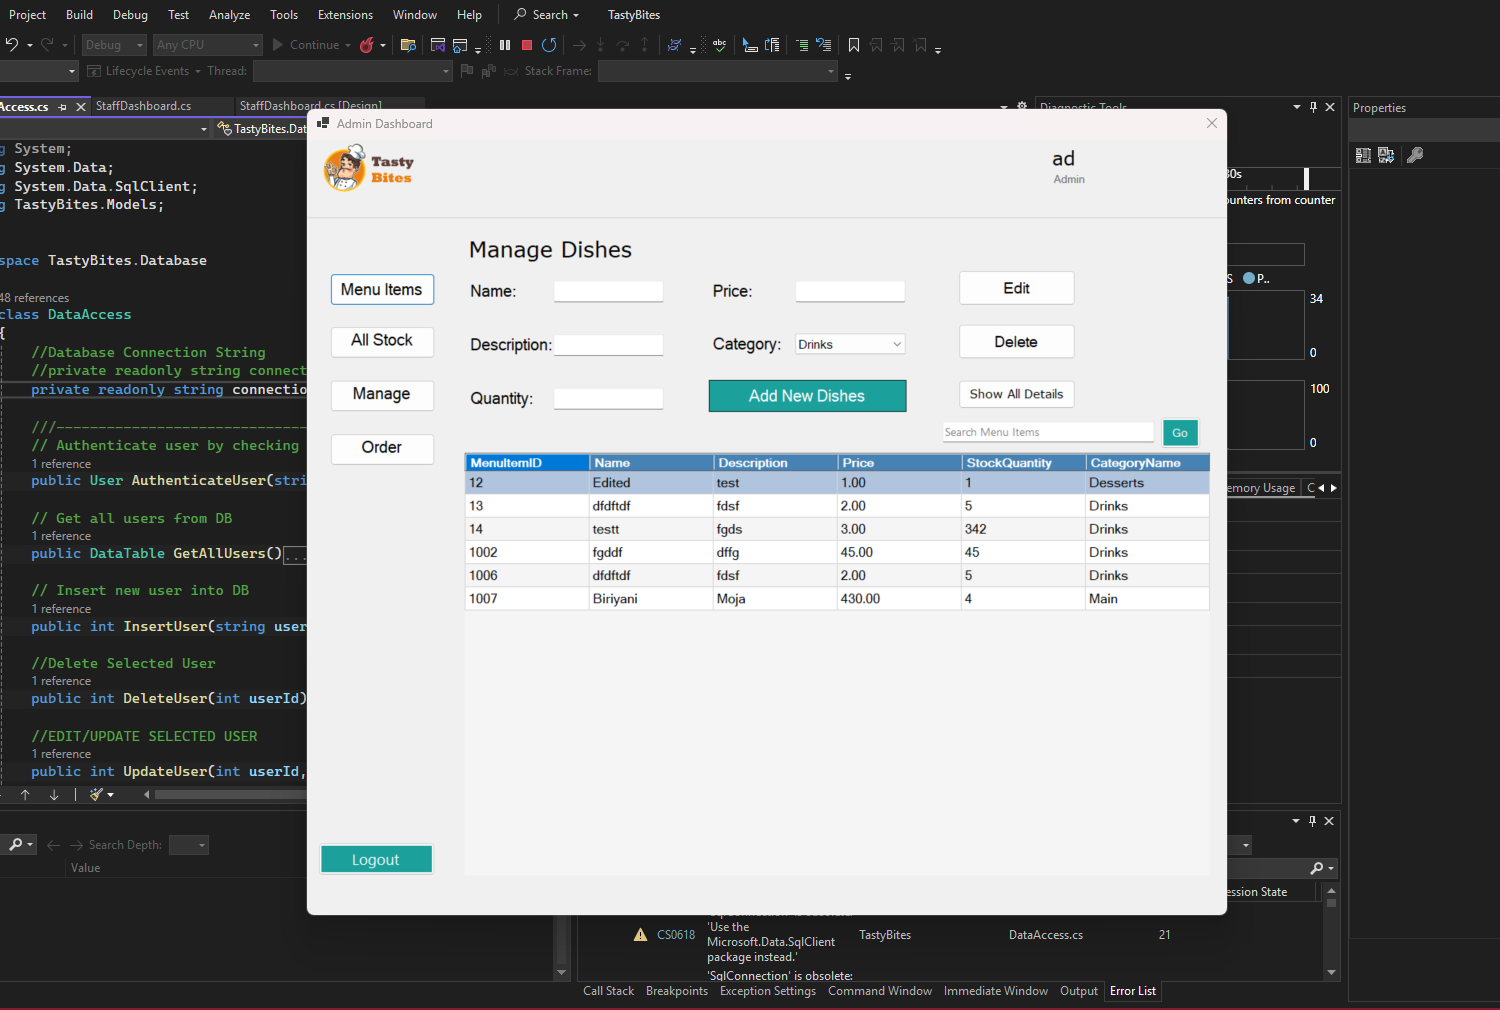 Project Build Debug Test Analyze Tools Extensions Window Help Search TastyBites
Debug Any CPU Continue
Lifecycle Events Thread: Stack Frame:
Access.cs StaffDashboard.cs StaffDashboard.cs [Design] Diagnostic Tools Properties
TastyBites.Dat
System;
System.Data;
System.Data.SqlClient;
TastyBites.Models;
space TastyBites.Database
48 references
class DataAccess
{
//Database Connection String
//private readonly string connect
private readonly string connectio
///------------------------------
// Authenticate user by checking
1 reference
public User AuthenticateUser(stri
// Get all users from DB
1 reference
public DataTable GetAllUsers()...
// Insert new user into DB
1 reference
public int InsertUser(string user
//Delete Selected User
1 reference
public int DeleteUser(int userId)
//EDIT/UPDATE SELECTED USER
1 reference
public int UpdateUser(int userId,
Search Depth:
Value
Admin Dashboard
Tasty
Bites
ad
Admin
Manage Dishes
Menu Items
All Stock
Manage
Order
Logout
Name: Price: Edit
Description: Category: Drinks Delete
Quantity: Add New Dishes Show All Details
Search Menu Items Go
MenuItemID Name Description Price StockQuantity CategoryName
12 Edited test 1.00 1 Desserts
13 dfdftdf fdsf 2.00 5 Drinks
14 testt fgds 3.00 342 Drinks
1002 fgddf dffg 45.00 45 Drinks
1006 dfdftdf fdsf 2.00 5 Drinks
1007 Biriyani Moja 430.00 4 Main
30s
ounters from counter
S P..
34
0
100
0
emory Usage C
ession State
'Use the
CS0618 Microsoft.Data.SqlClient TastyBites DataAccess.cs 21
package instead.'
'SqlConnection' is obsolete:
Call Stack Breakpoints Exception Settings Command Window Immediate Window Output Error List